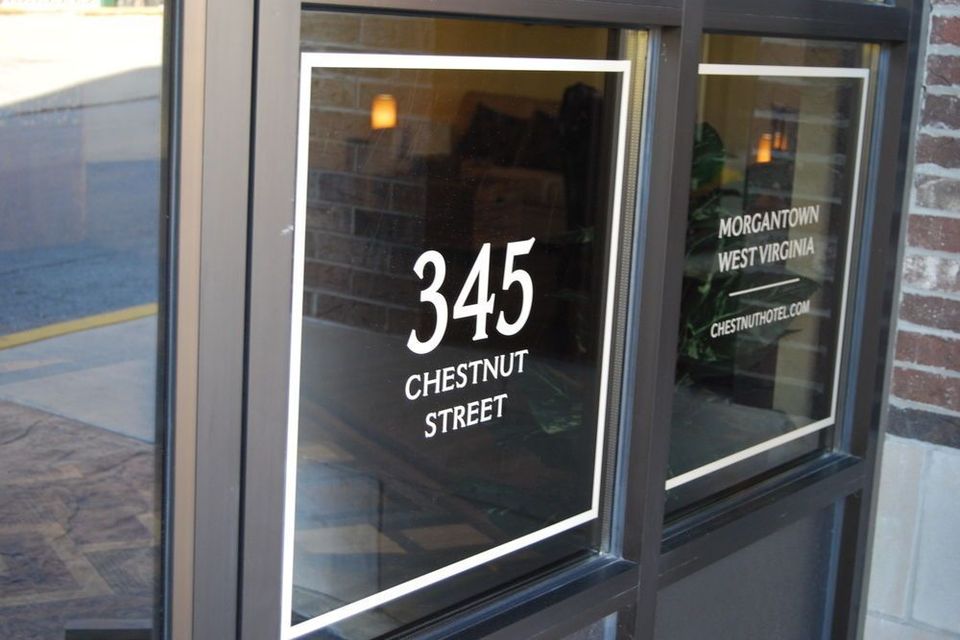 345
CHESTNUT
STREET
MORGANTOWN
WEST VIRGINIA
CHESTNUTHOTEL.COM